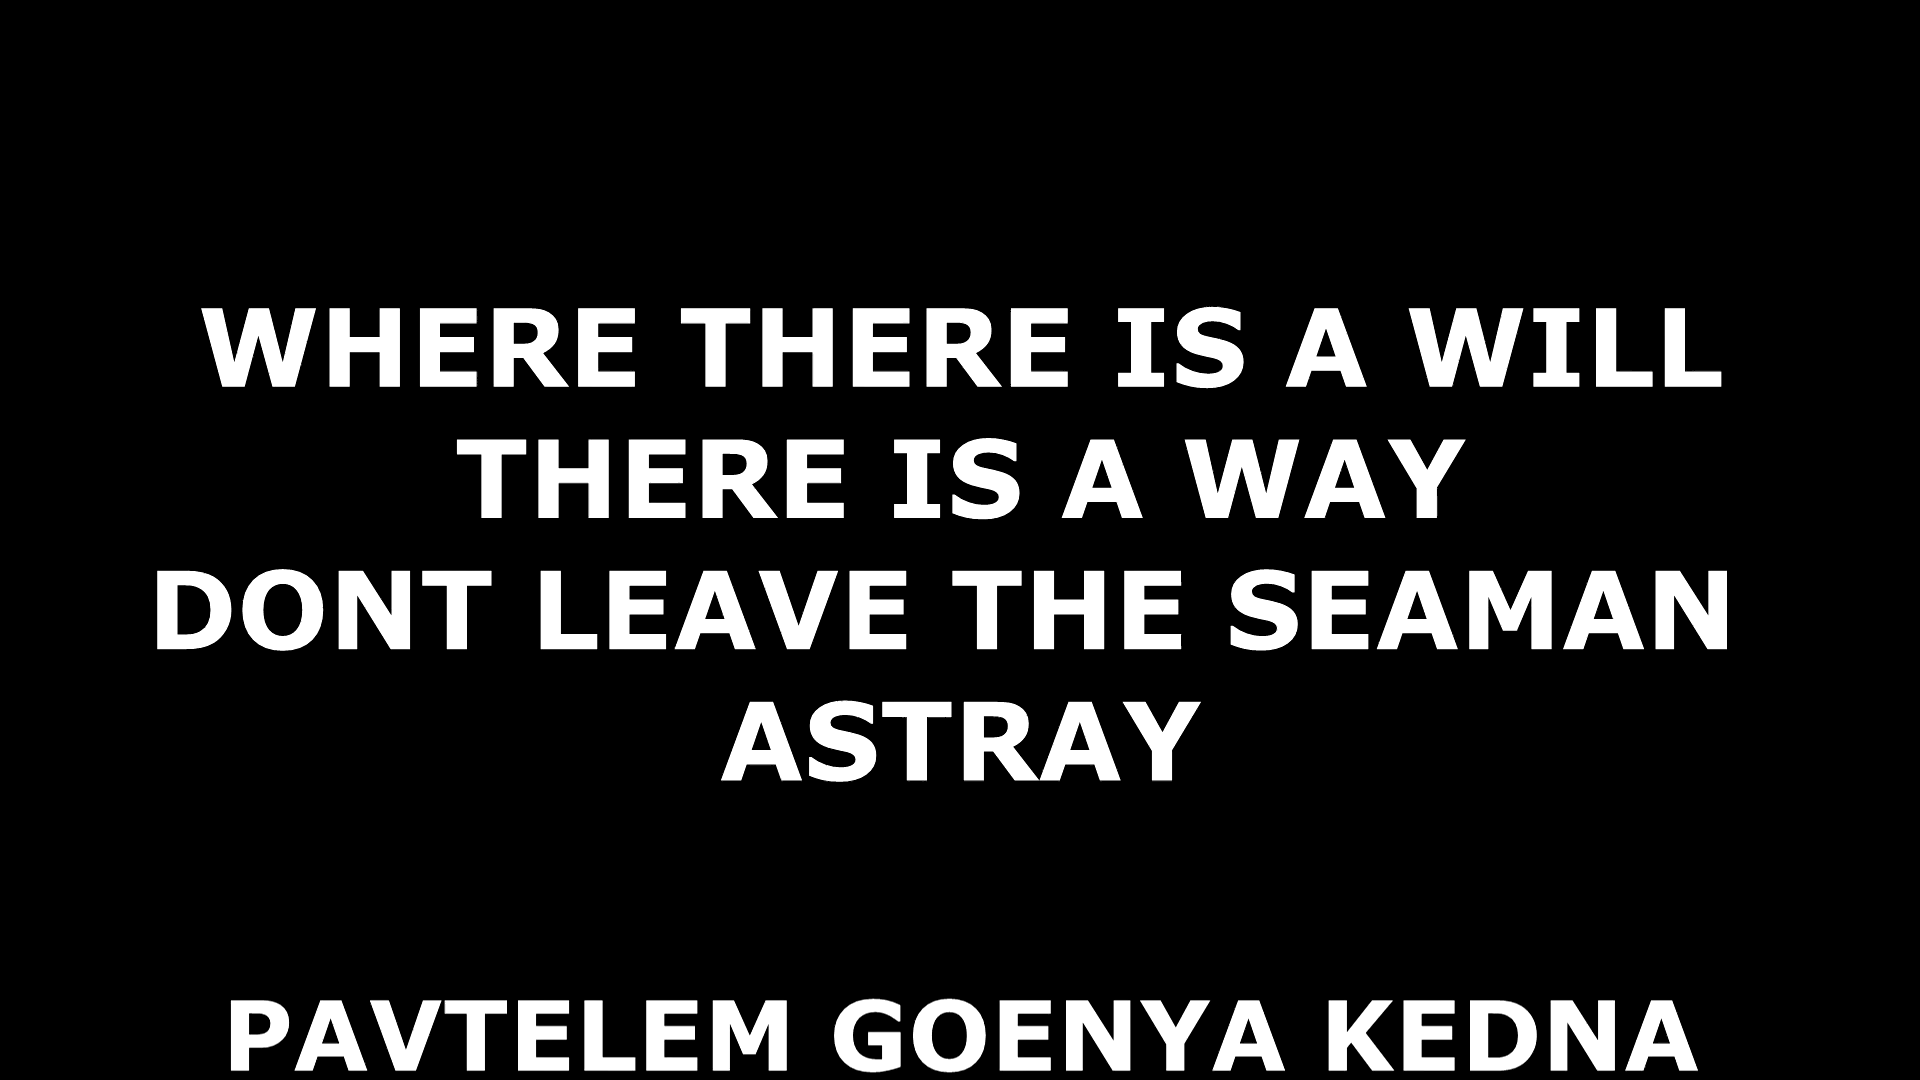 WHERE THERE IS A WILL
THERE IS A WAY
DONT LEAVE THE SEAMAN
ASTRAY
PAVTELEM GOENYA KEDNA